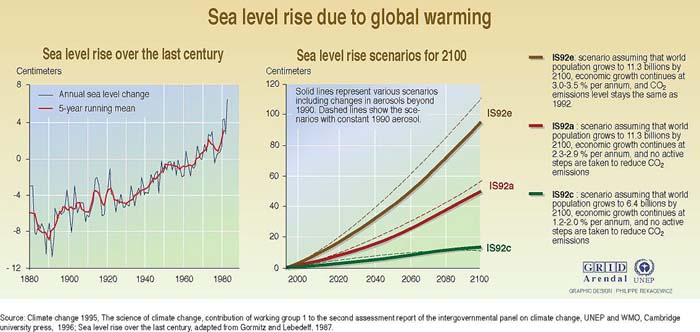 Sea level rise due to global warming
Sea level rise over the last century
Centimeters
8
4
0
-4
-8
-12
Annual sea level change
5-year running mean
1880
1900
1920
1940
1960
1980
Sea level rise scenarios for 2100
Centimeters
120
100
80
60
40
20
0
Solid lines represent various scenarios
including changes in aerosols beyond
1990. Dashed lines show the sce-
narios with constant 1990 aerosol.
IS92e
IS92a
IS92c
2000
2020
2040
2060
2080
2100
IS92e: scenario assuming that world
population grows to 11.3 billions by
2100, economic growth continues at
3.0-3.5 % per annum, and CO2
emissions level stays the same as
1992.
IS92a : scenario assuming that world
population grows to 11.3 billions by
2100, economic growth continues at
2.3-2.9 % per annum, and no active
steps are taken to reduce CO2
emissions
IS92c : scenario assuming that world
population grows to 6.4 billions by
2100, economic growth continues at
1.2-2.0 % per annum, and no active
steps are taken to reduce CO2
emissions
GRID
Arendal UNEP
GRAPHIC DESIGN : PHILIPPE REKACEWICZ
Source: Climate change 1995, The science of climate change, contribution of working group 1 to the second assessment report of the intergovernmental panel on climate change, UNEP and WMO, Cambridge
university press, 1996; Sea level rise over the last century, adapted from Gormitz and Lebedeff, 1987.